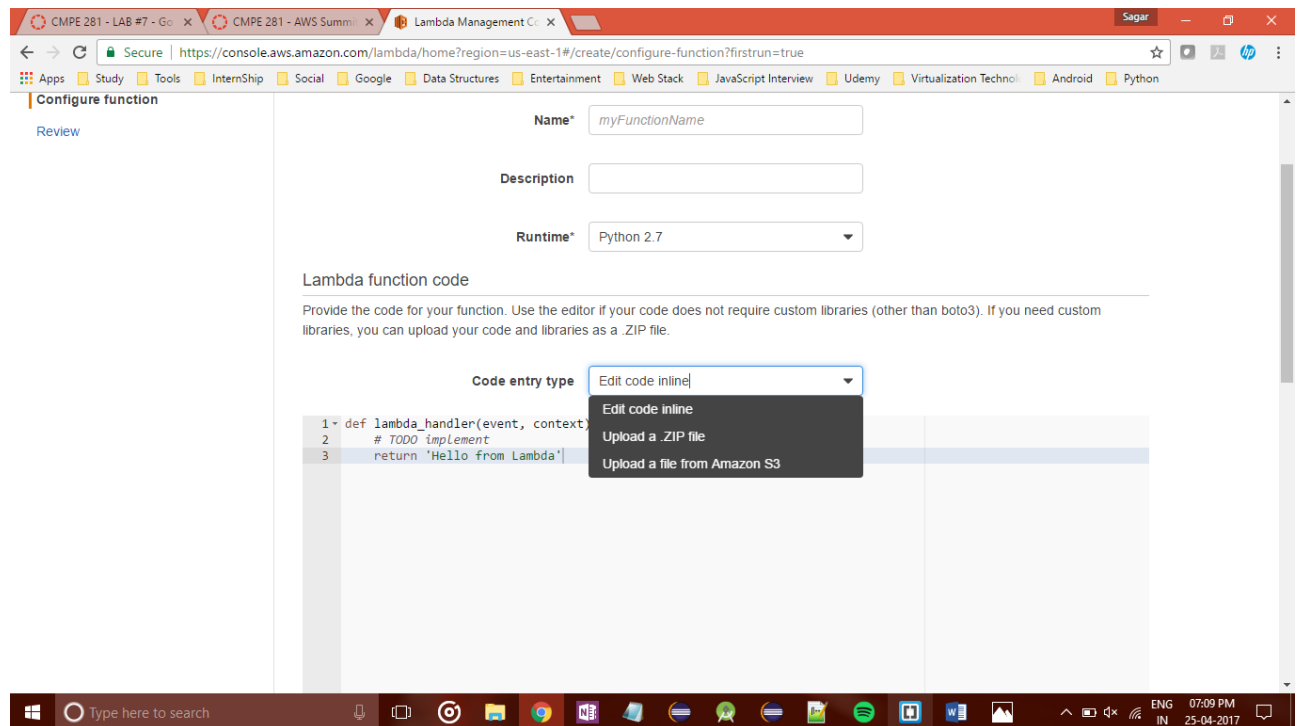 CMPE 281 - LAB #7 - Go
CMPE 281 - AWS Summi
Lambda Management Co
Sagar
Secure | https://console.aws.amazon.com/lambda/home?region=us-east-1#/create/configure-function?firstrun=true
Apps Study Tools InternShip Social Google Data Structures Entertainment Web Stack JavaScript Interview Udemy Virtualization Technol Android Python
Configure function
Review
Name* myFunctionName
Description
Runtime* Python 2.7
Lambda function code
Provide the code for your function. Use the editor if your code does not require custom libraries (other than boto3). If you need custom
libraries, you can upload your code and libraries as a .ZIP file.
Code entry type Edit code inline
Edit code inline
Upload a .ZIP file
Upload a file from Amazon S3
1 def lambda_handler(event, context)
2 # TODO implement
3 return 'Hello from Lambda'
Type here to search
ENG 07:09 PM
IN 25-04-2017